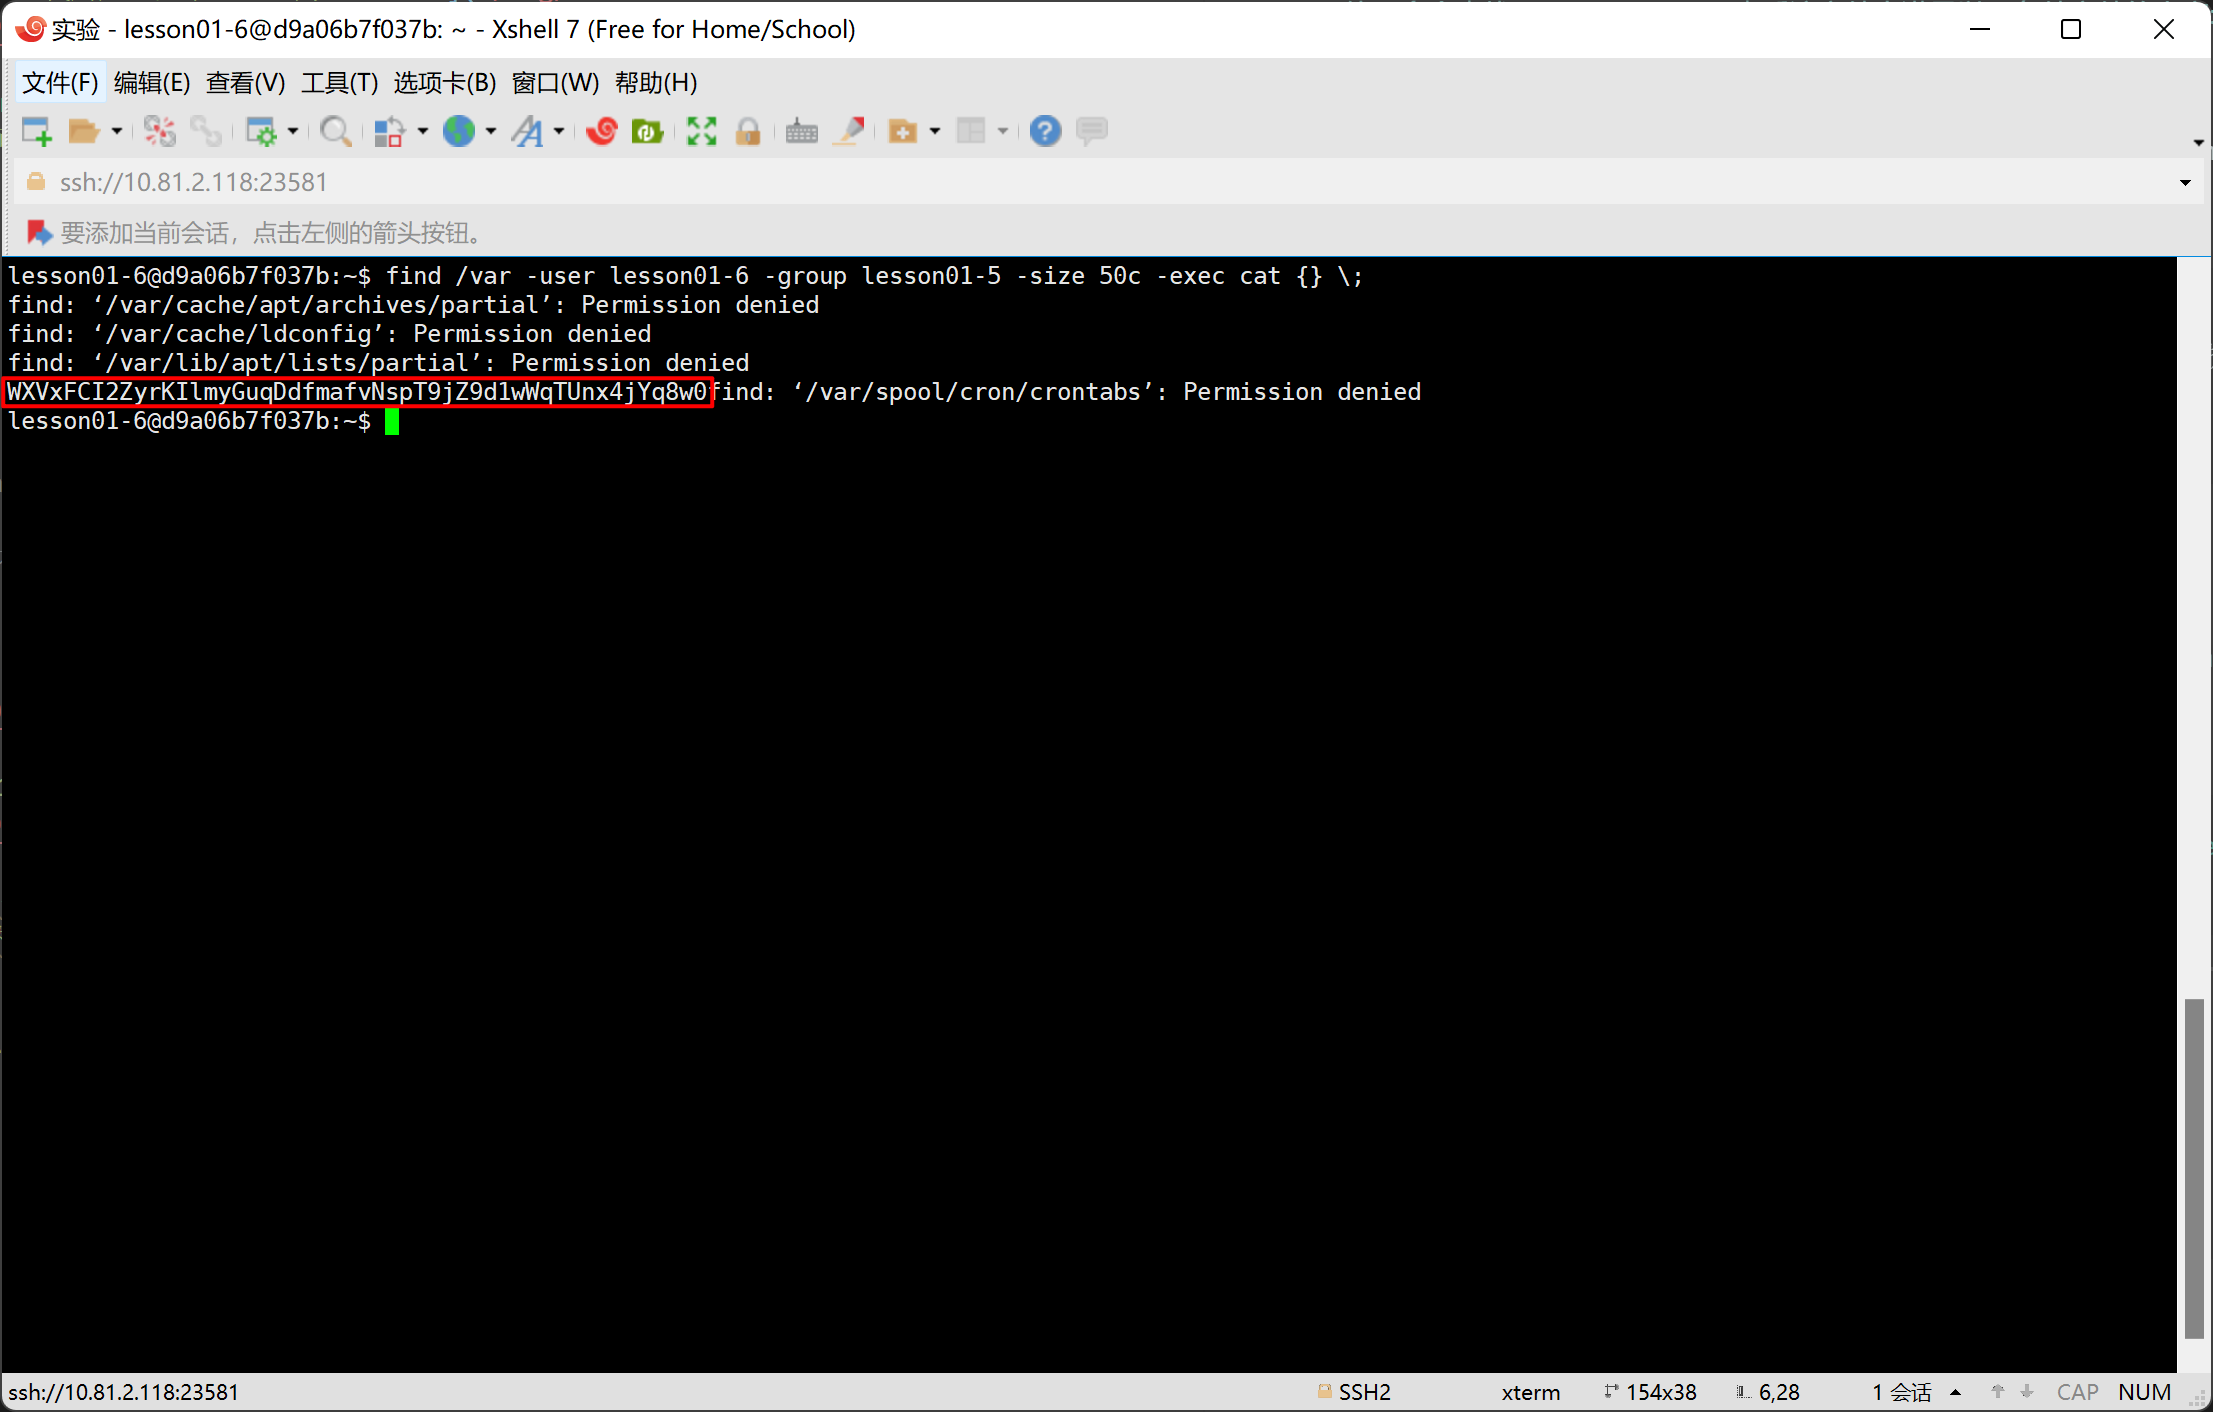 实验 - lesson01-6@d9a06b7f037b: ~ - Xshell 7 (Free for Home/School)
文件(F) 编辑(E) 查看(V) 工具(T) 选项卡(B) 窗口(W) 帮助(H)
ssh://10.81.2.118:23581
要添加当前会话，点击左侧的箭头按钮。
lesson01-6@d9a06b7f037b:~$ find /var -user lesson01-6 -group lesson01-5 -size 50c -exec cat {} \;
find: ‘/var/cache/apt/archives/partial’: Permission denied
find: ‘/var/cache/ldconfig’: Permission denied
find: ‘/var/lib/apt/lists/partial’: Permission denied
WXVxFCI2ZyrKIlmyGuqDdfmafvNspT9jZ9d1wWqTUnx4jYq8w0find: ‘/var/spool/cron/crontabs’: Permission denied
lesson01-6@d9a06b7f037b:~$
ssh://10.81.2.118:23581 SSH2 xterm 154x38 6,28 1 会话 CAP NUM